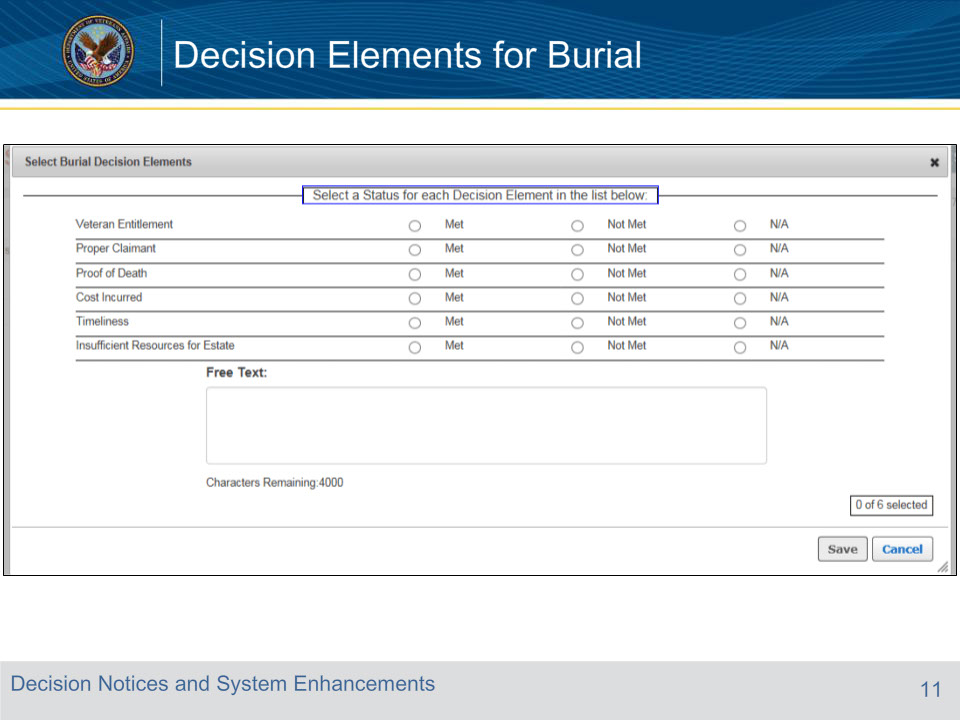 Decision Elements for Burial
Select Burial Decision Elements
Select a Status for each Decision Element in the list below:
Veteran Entitlement Met Not Met N/A
Proper Claimant Met Not Met N/A
Proof of Death Met Not Met N/A
Cost Incurred Met Not Met N/A
Timeliness Met Not Met N/A
Insufficient Resources for Estate Met Not Met N/A
Free Text:
Characters Remaining:4000
0 of 6 selected
Save Cancel
Decision Notices and System Enhancements
11